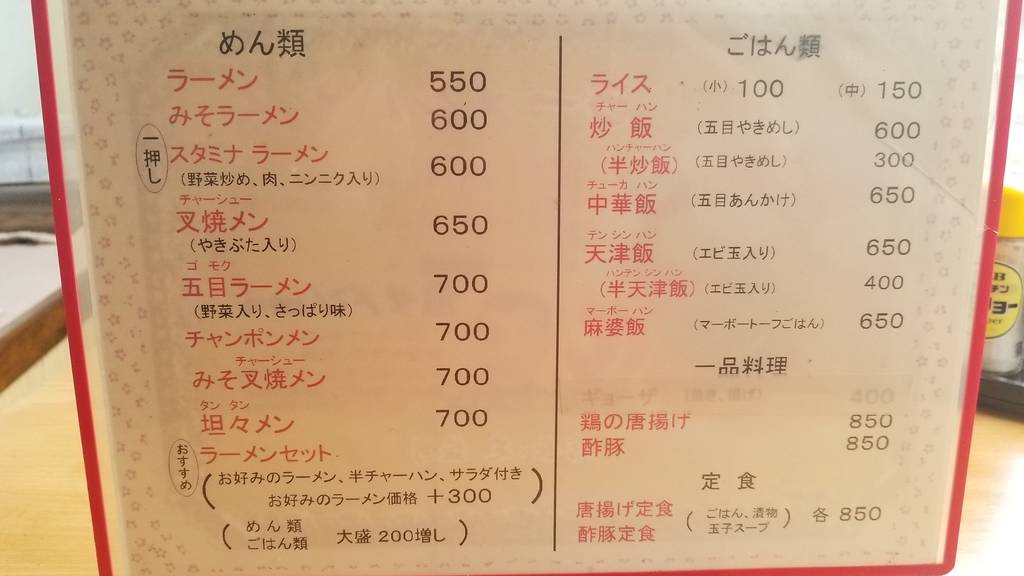 めん類
ラーメン 550
みそラーメン 600
一押し
スタミナ ラーメン 600
(野菜炒め、肉、ニンニク入り)
チャーシュー
叉焼メン 650
(やきぶた入り)
ゴ モク
五目ラーメン 700
(野菜入り、さっぱり味)
チャンポンメン 700
チャーシュー
みそ叉焼メン 700
タン タン
坦々メン 700
おすすめ
ラーメンセット
(お好みのラーメン、半チャーハン、サラダ付き
お好みのラーメン価格 +300)
(めん類
ごはん類 大盛 200増し)
ごはん類
ライス (小) 100 (中) 150
チャー ハン
炒飯 (五目やきめし) 600
ハンチャーハン
(半炒飯) (五目やきめし) 300
チューカ ハン
中華飯 (五目あんかけ) 650
テン シン ハン
天津飯 (エビ玉入り) 650
ハンテン シン ハン
(半天津飯) (エビ玉入り) 400
マーボー ハン
麻婆飯 (マーボートーフごはん) 650
一品料理
ギョーザ (焼き、揚げ) 400
鶏の唐揚げ 850
酢豚 850
定食
唐揚げ定食 (ごはん、漬物
酢豚定食 玉子スープ) 各 850